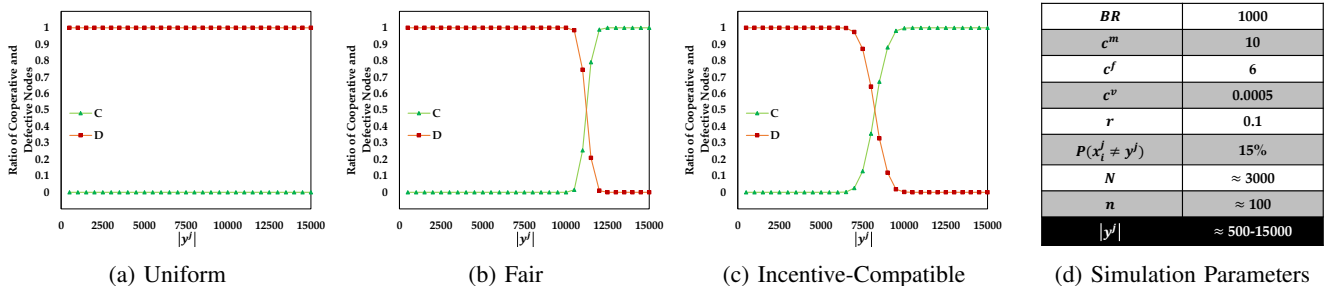 Ratio of Cooperative and
Defective Nodes
1
0.9
0.8
0.7
0.6
0.5
0.4
0.3
0.2
0.1
0
C
D
0 2500 5000 7500 10000 12500 15000
|y^j|
(a) Uniform
Ratio of Cooperative and
Defective Nodes
1
0.9
0.8
0.7
0.6
0.5
0.4
0.3
0.2
0.1
0
C
D
0 2500 5000 7500 10000 12500 15000
|y^j|
(b) Fair
Ratio of Cooperative and
Defective Nodes
1
0.9
0.8
0.7
0.6
0.5
0.4
0.3
0.2
0.1
0
C
D
0 2500 5000 7500 10000 12500 15000
|y^j|
(c) Incentive-Compatible
BR 1000
c^m 10
c^f 6
c^v 0.0005
r 0.1
P(x_i^j ≠ y^j) 15%
N ≈ 3000
n ≈ 100
|y^j| ≈ 500-15000
(d) Simulation Parameters